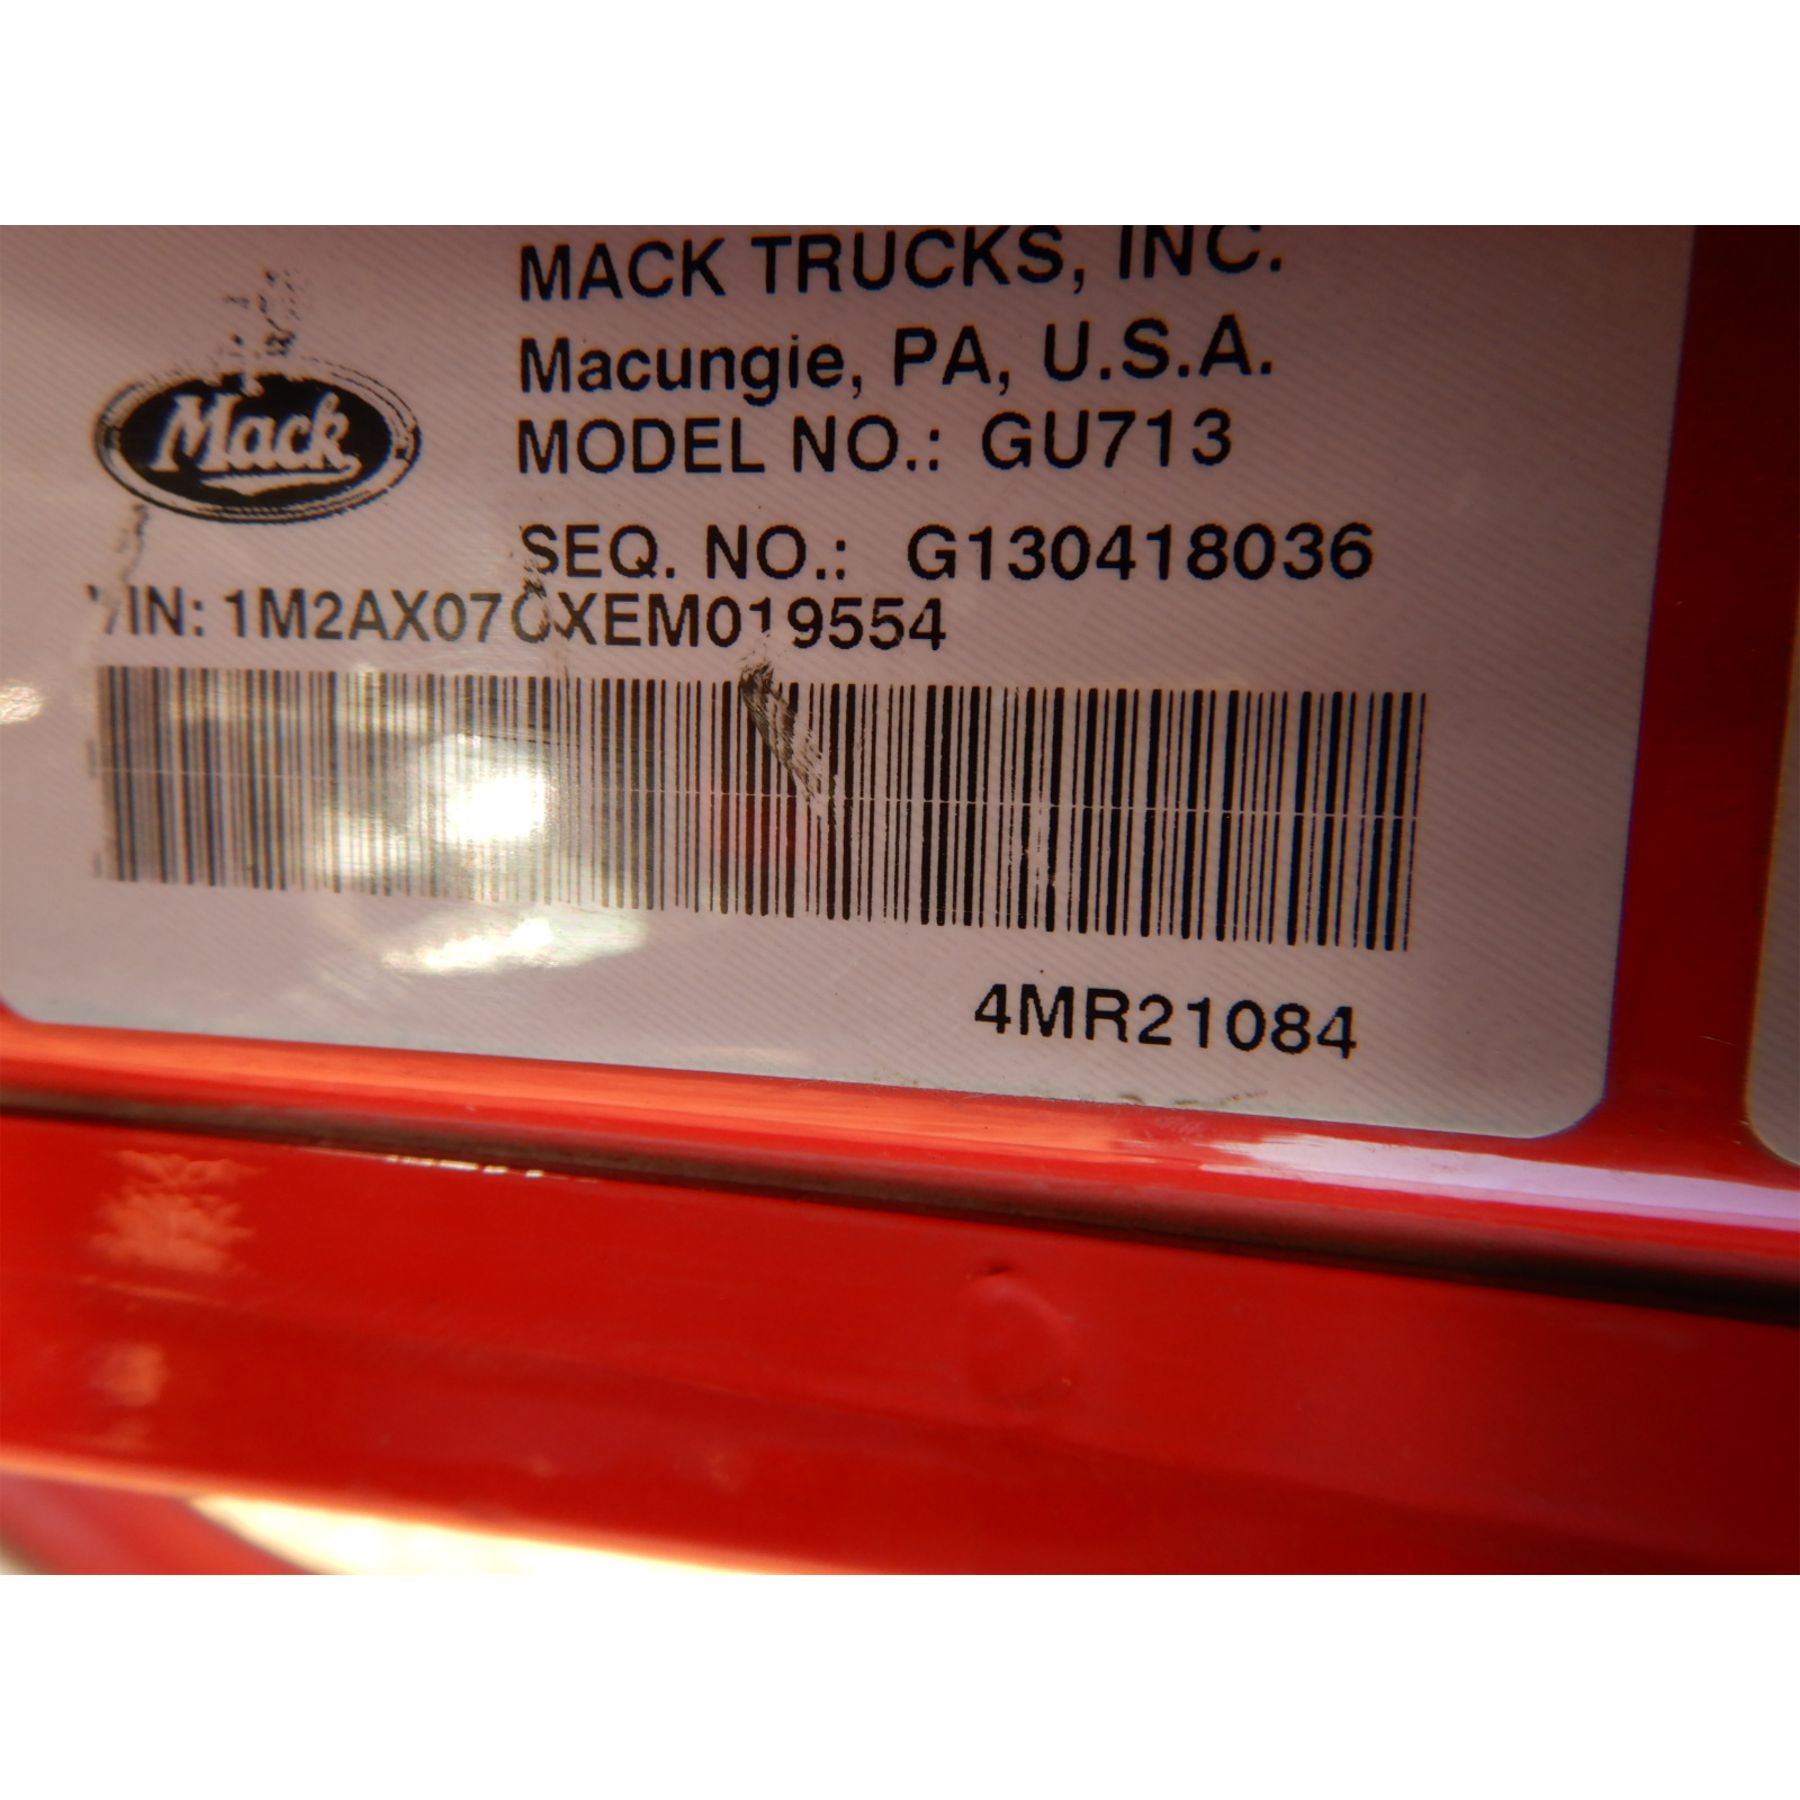 MACK TRUCKS, INC.
Macungie, PA, U.S.A.
Mack
MODEL NO.: GU713
SEQ. NO.: G130418036
VIN: 1M2AX07CXEM019554
4MR21084